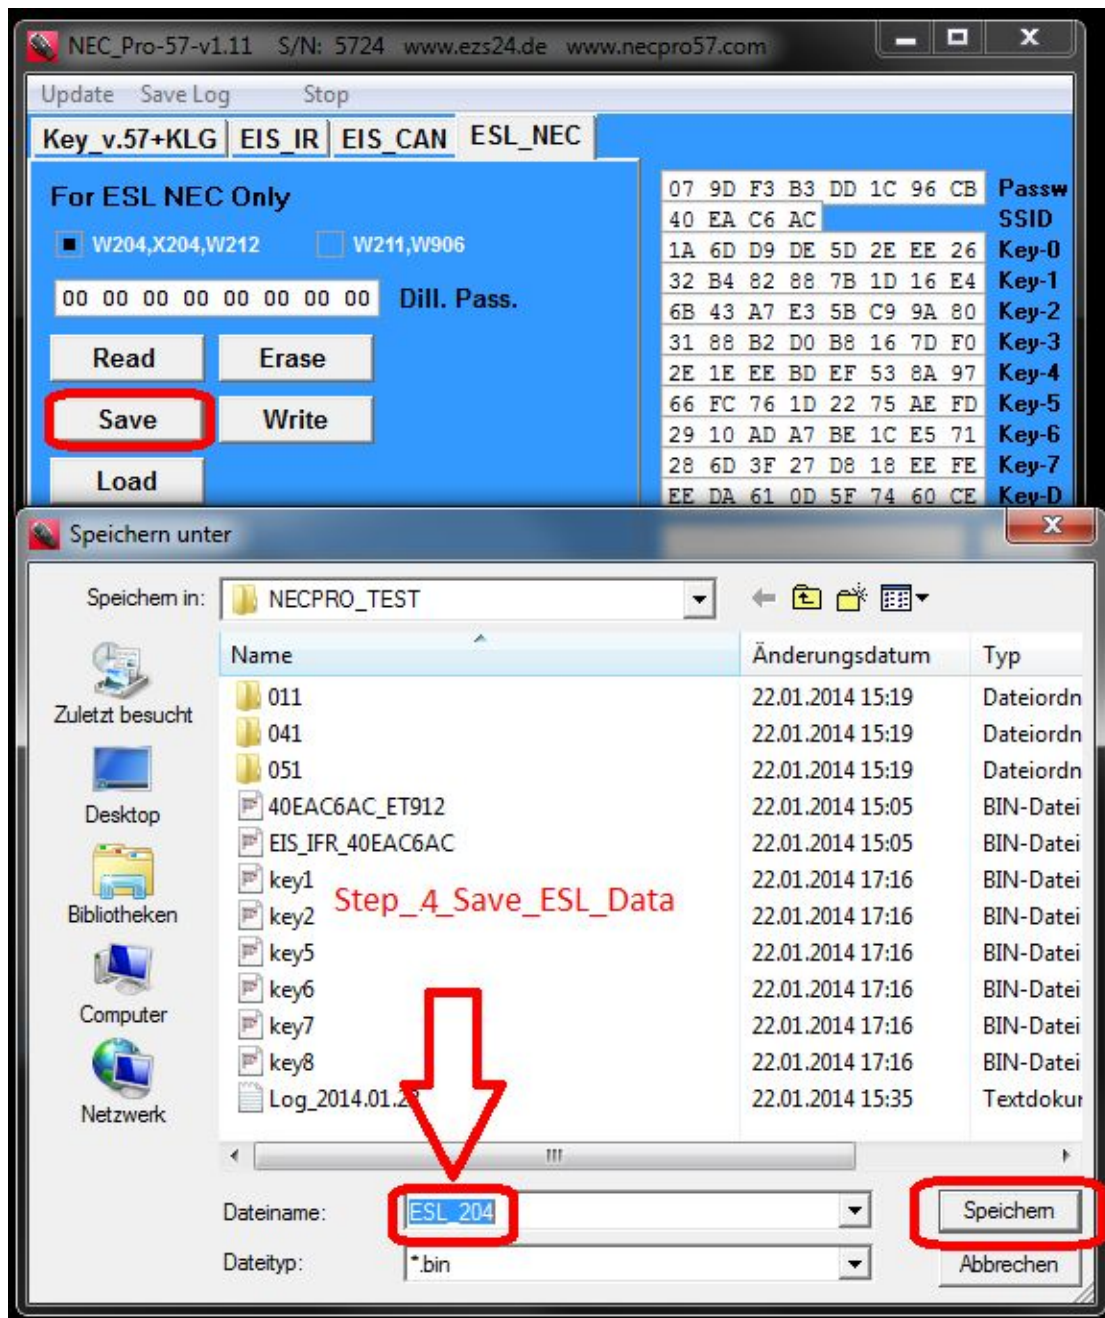 NEC_Pro-57-v1.11 S/N: 5724 www.ezs24.de www.necpro57.com
Update Save Log Stop
Key_v.57+KLG EIS_IR EIS_CAN ESL_NEC
For ESL NEC Only
W204,X204,W212 W211,W906
00 00 00 00 00 00 00 00 Dill. Pass.
Read Erase
Save Write
Load
07 9D F3 B3 DD 1C 96 CB Passw
40 EA C6 AC SSID
1A 6D D9 DE 5D 2E EE 26 Key-0
32 B4 82 88 7B 1D 16 E4 Key-1
6B 43 A7 E3 5B C9 9A 80 Key-2
31 88 B2 D0 B8 16 7D F0 Key-3
2E 1E EE BD EF 53 8A 97 Key-4
66 FC 76 1D 22 75 AE FD Key-5
29 10 AD A7 BE 1C E5 71 Key-6
28 6D 3F 27 D8 18 EE FE Key-7
EE DA 61 0D 5F 74 60 CE Key-D
Speichern unter
Speichern in: NECPRO_TEST
Zuletzt besucht
Desktop
Bibliotheken
Computer
Netzwerk
Name Änderungsdatum Typ
011 22.01.2014 15:19 Dateiordn
041 22.01.2014 15:19 Dateiordn
051 22.01.2014 15:19 Dateiordn
40EAC6AC_ET912 22.01.2014 15:05 BIN-Datei
EIS_IFR_40EAC6AC 22.01.2014 15:05 BIN-Datei
key1 22.01.2014 17:16 BIN-Datei
key2 22.01.2014 17:16 BIN-Datei
key5 22.01.2014 17:16 BIN-Datei
key6 22.01.2014 17:16 BIN-Datei
key7 22.01.2014 17:16 BIN-Datei
key8 22.01.2014 17:16 BIN-Datei
Log_2014.01.22 22.01.2014 15:35 Textdokur
Step_.4_Save_ESL_Data
Dateiname: ESL_204 Speichern
Dateityp: *.bin Abbrechen